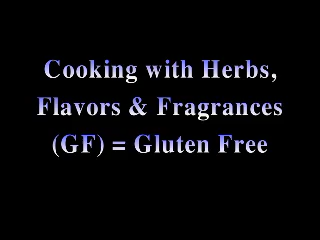 Cooking with Herbs,
Flavors & Fragrances
(GF) = Gluten Free